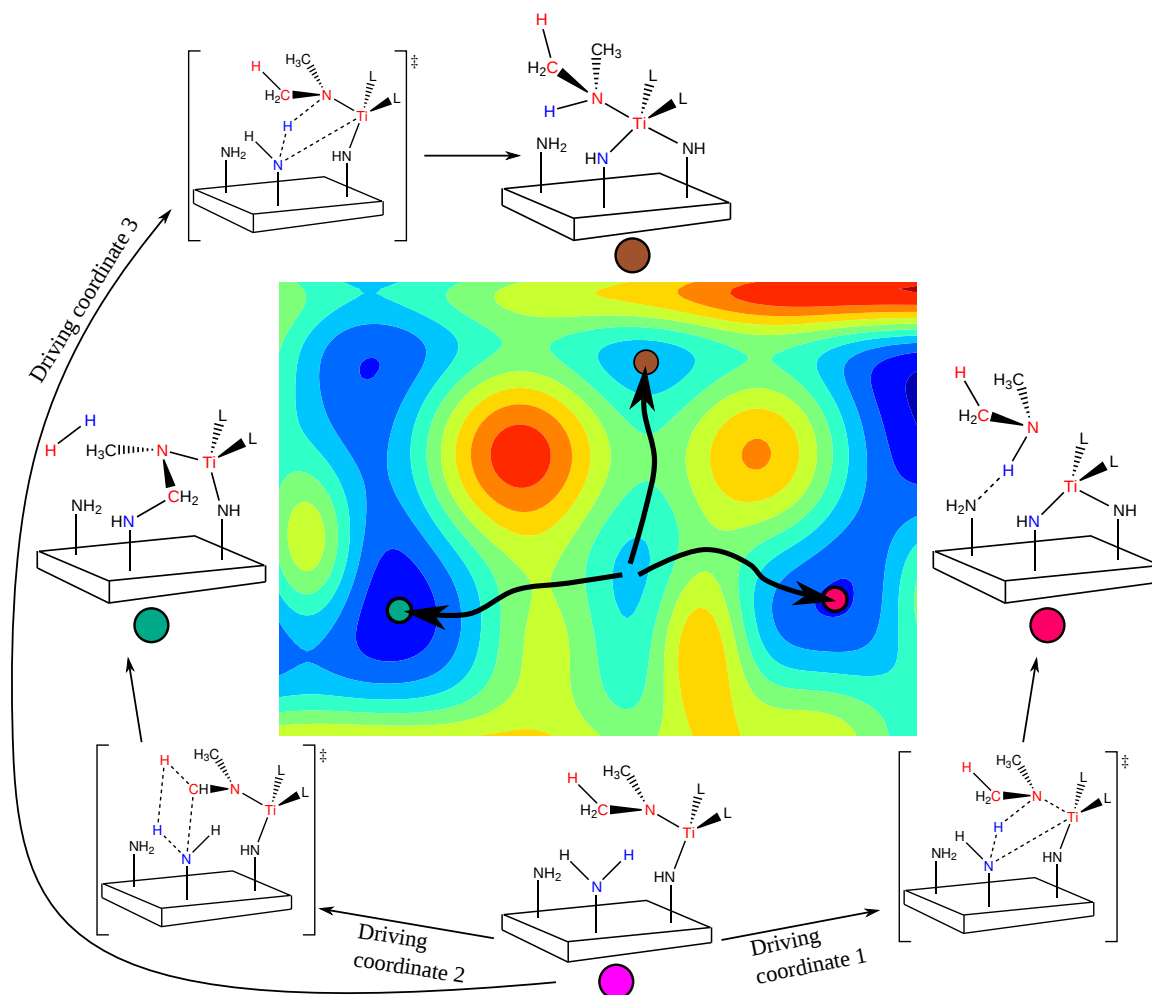 H
H₃C
L
H₂C
N
L
Ti
H
H
NH₂
N
HN
‡
H
CH₃
H₂C
L
L
H
N
Ti
NH₂
HN
NH
Driving coordinate 3
H
H
L
L
H₃C
N
Ti
CH₂
NH₂
HN
NH
H
H₃C
H₂C
N
L
H
L
H₂N
Ti
HN
NH
H
H₃C
CH
N
L
L
Ti
H
H
NH₂
N
HN
‡
H
H₃C
H₂C
N
L
L
Ti
H
H
NH₂
N
HN
H
H₃C
H₂C
N
L
L
Ti
H
H
NH₂
N
HN
‡
Driving
coordinate 2
Driving
coordinate 1